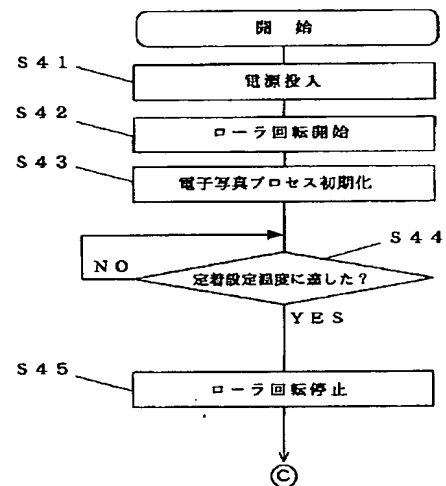 開 始
S41
電源投入
S42
ローラ回転開始
S43
電子写真プロセス初期化
S44
NO
定着設定温度に達した?
YES
S45
ローラ回転停止
C